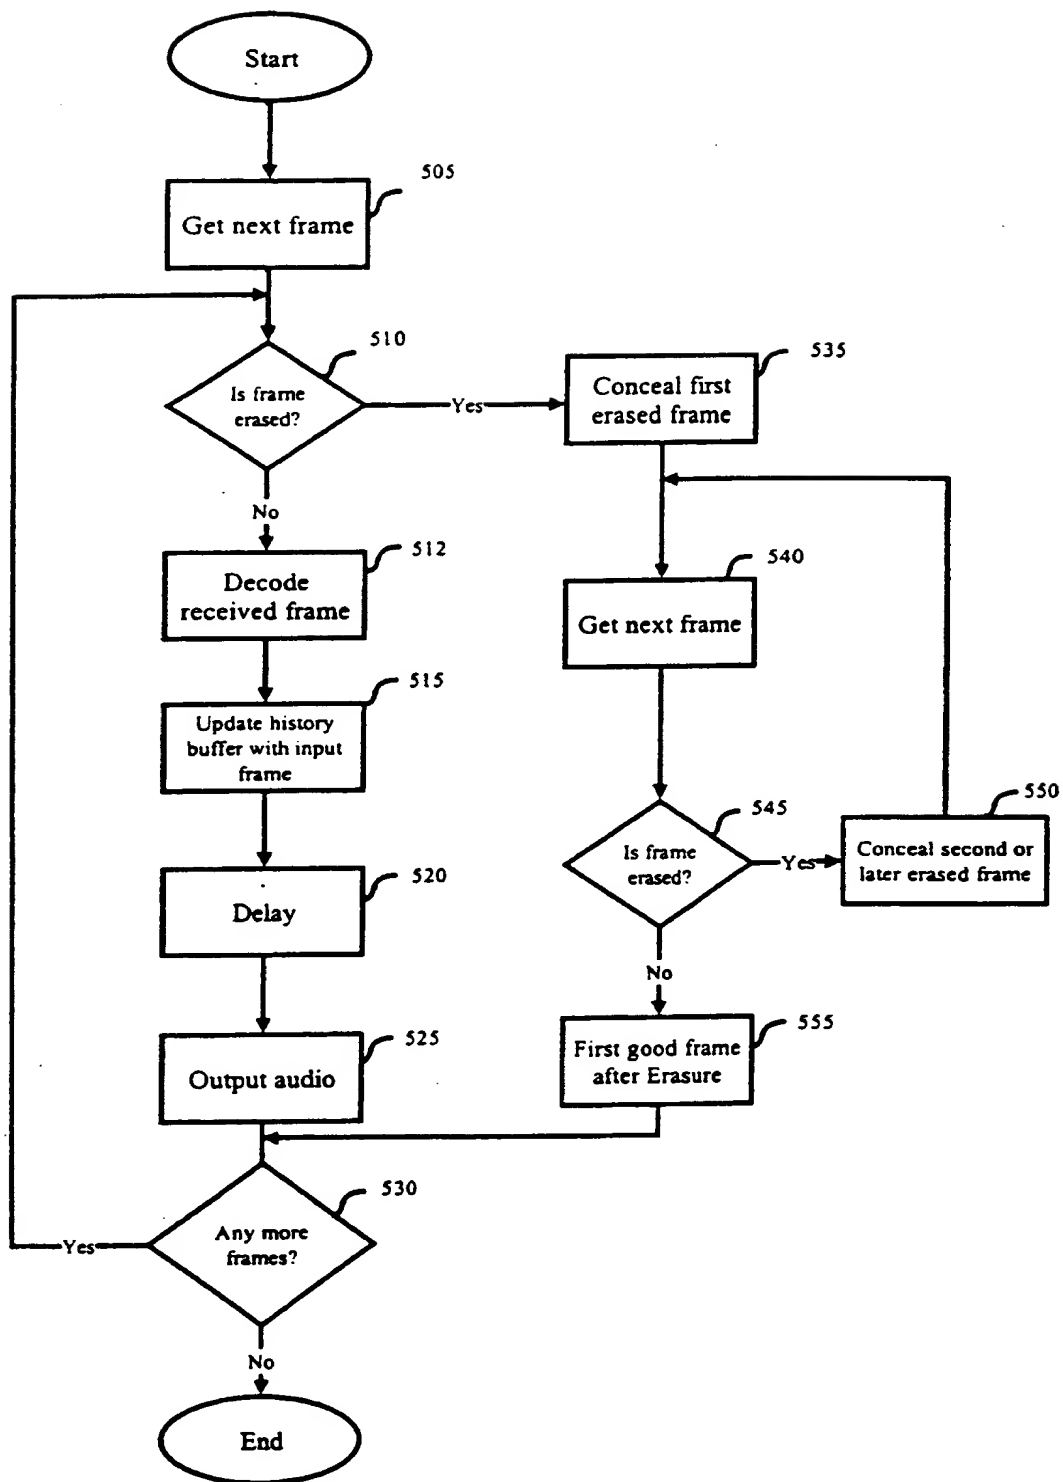 Start
505
Get next frame
510
Is frame
erased?
Yes
535
Conceal first
erased frame
No
512
Decode
received frame
540
Get next frame
515
Update history
buffer with input
frame
545
Is frame
erased?
Yes
550
Conceal second or
later erased frame
520
Delay
No
555
First good frame
after Erasure
525
Output audio
530
Any more
frames?
Yes
No
End